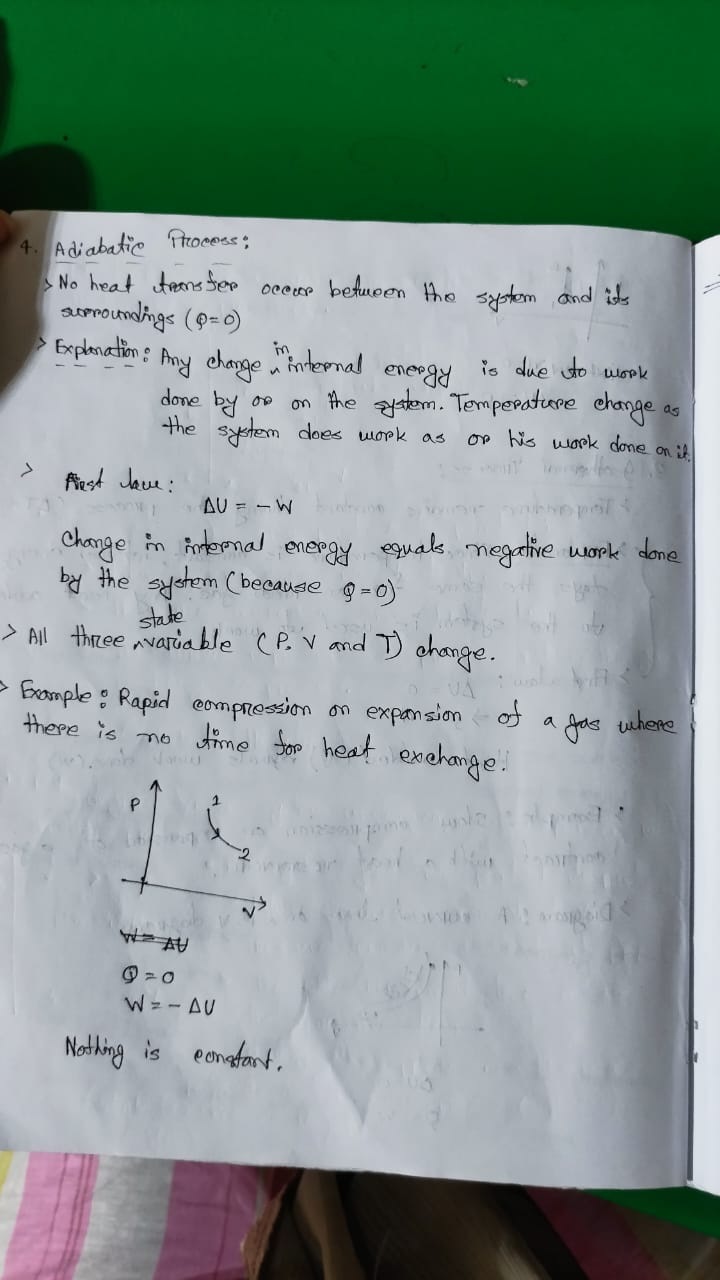 4. Adiabatic Process:
> No heat transfer occur between the system and its
surroundings (Q=0)
> Explanation: Any change in internal energy is due to work
done by or on the system. Temperature change as
the system does work as or his work done on it.
> First law:
ΔU = - W
Change in internal energy equals negative work done
by the system (because Q=0)
> All three state variable (P, V and T) change.
> Example: Rapid compression on expansion of a gas where
there is no time for heat exchange.
P
1
2
V
W = ΔU
Q = 0
W = - ΔU
Nothing is constant.